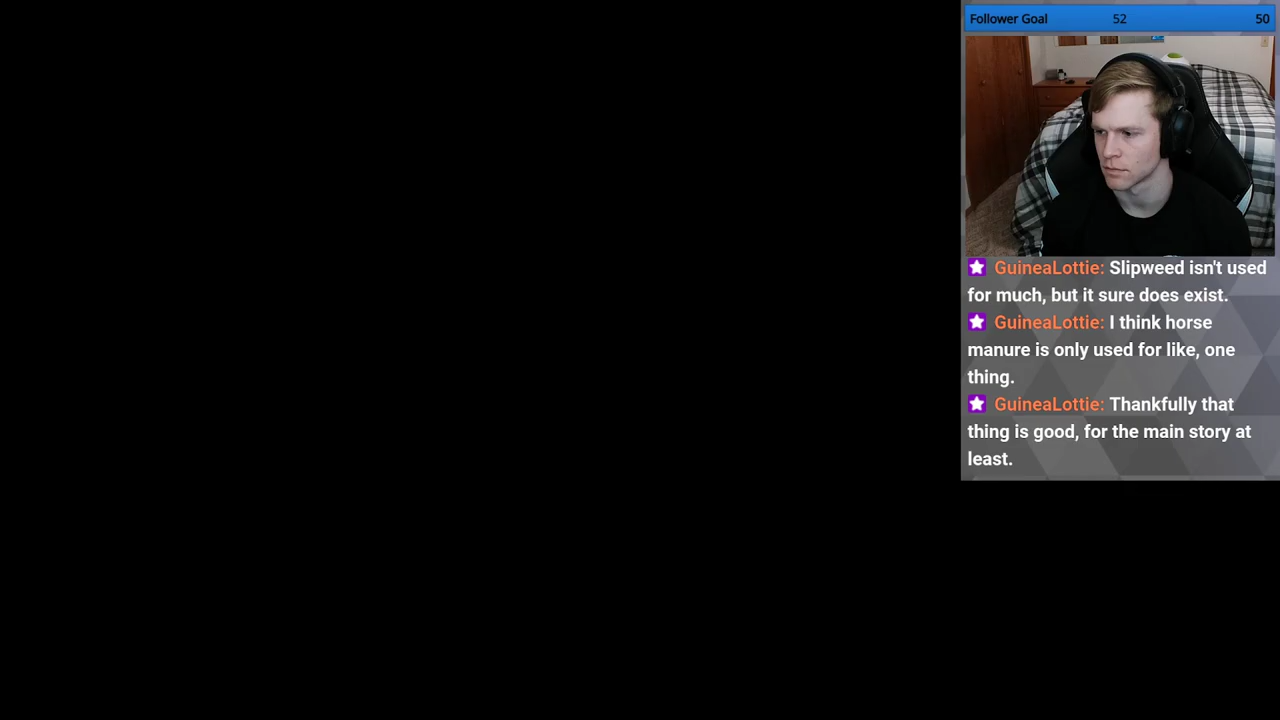 Follower Goal 52 50
GuineaLottie: Slipweed isn't used
for much, but it sure does exist.
GuineaLottie: I think horse
manure is only used for like, one
thing.
GuineaLottie: Thankfully that
thing is good, for the main story at
least.